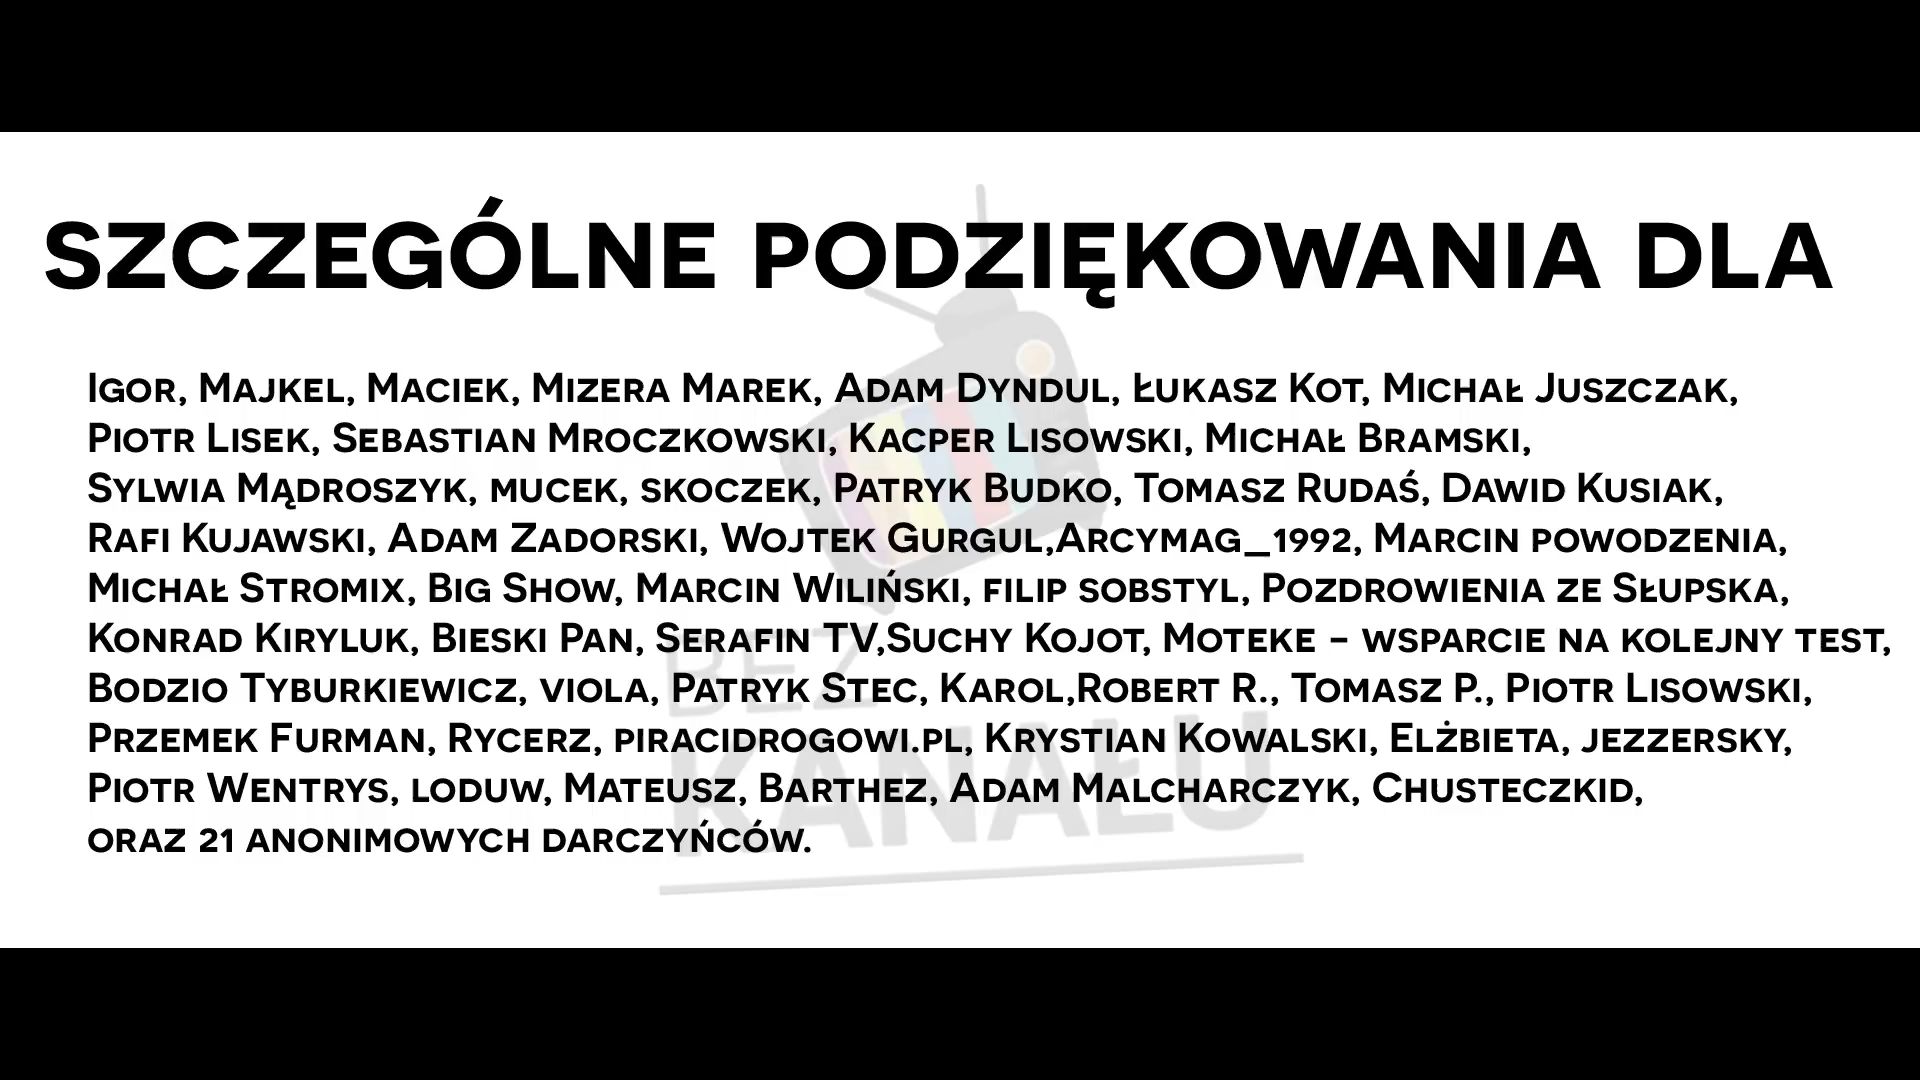 SZCZEGÓLNE PODZIĘKOWANIA DLA
Igor, Majkel, Maciek, Mizera Marek, Adam Dyndul, Łukasz Kot, Michał Juszczak,
Piotr Lisek, Sebastian Mroczkowski, Kacper Lisowski, Michał Bramski,
Sylwia Mądroszyk, mucek, skoczek, Patryk Budko, Tomasz Rudaś, Dawid Kusiak,
Rafi Kujawski, Adam Zadorski, Wojtek Gurgul,Arcymag_1992, Marcin powodzenia,
Michał Stromix, Big Show, Marcin Wiliński, filip sobstyl, Pozdrowienia ze Słupska,
Konrad Kiryluk, Bieski Pan, Serafin TV,Suchy Kojot, Moteke - wsparcie na kolejny test,
Bodzio Tyburkiewicz, viola, Patryk Stec, Karol,Robert R., Tomasz P., Piotr Lisowski,
Przemek Furman, Rycerz, piracidrogowi.pl, Krystian Kowalski, Elżbieta, jezzersky,
Piotr Wentrys, loduw, Mateusz, Barthez, Adam Malcharczyk, Chusteczkid,
oraz 21 anonimowych darczyńców.
BEZ
KANAŁU